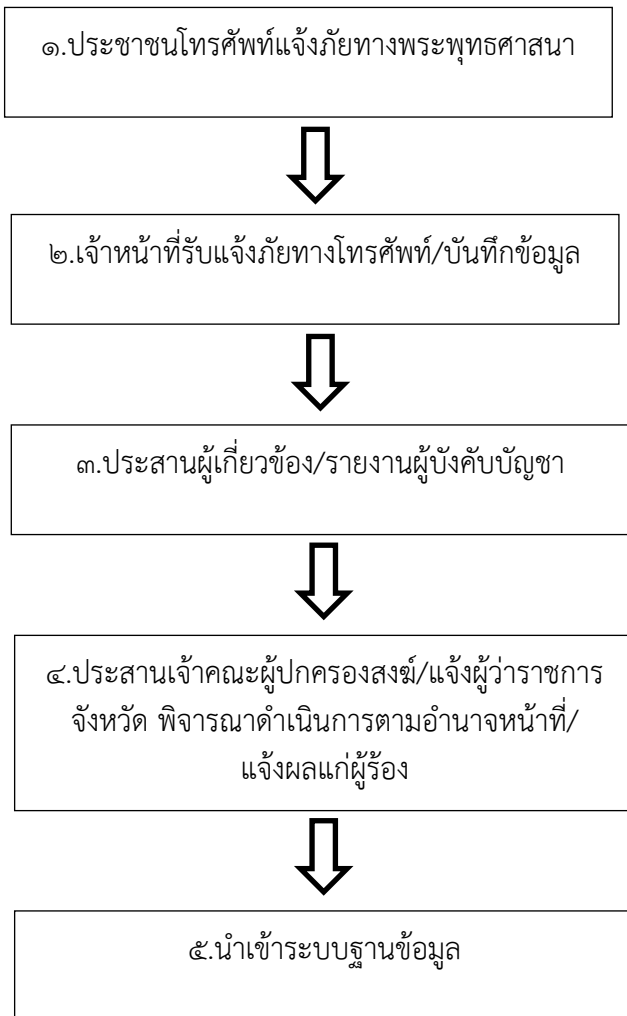 ๑.ประชาชนโทรศัพท์แจ้งภัยทางพระพุทธศาสนา
๒.เจ้าหน้าที่รับแจ้งภัยทางโทรศัพท์/บันทึกข้อมูล
๓.ประสานผู้เกี่ยวข้อง/รายงานผู้บังคับบัญชา
๔.ประสานเจ้าคณะผู้ปกครองสงฆ์/แจ้งผู้ว่าราชการ
จังหวัด พิจารณาดำเนินการตามอำนาจหน้าที่/
แจ้งผลแก่ผู้ร้อง
๕.นำเข้าระบบฐานข้อมูล